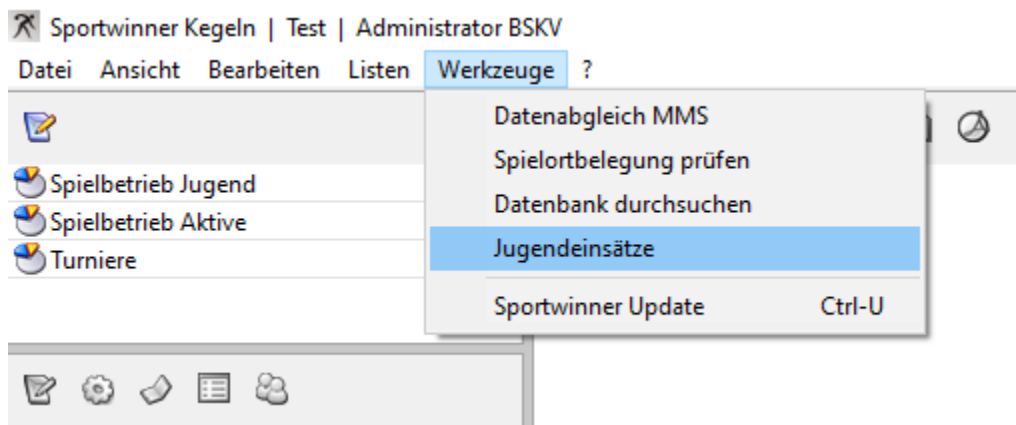 Sportwinner Kegeln | Test | Administrator BSKV
Datei Ansicht Bearbeiten Listen Werkzeuge ?
Datenabgleich MMS
Spielortbelegung prüfen
Datenbank durchsuchen
Jugendeinsätze
Sportwinner Update Ctrl-U
Spielbetrieb Jugend
Spielbetrieb Aktive
Turniere